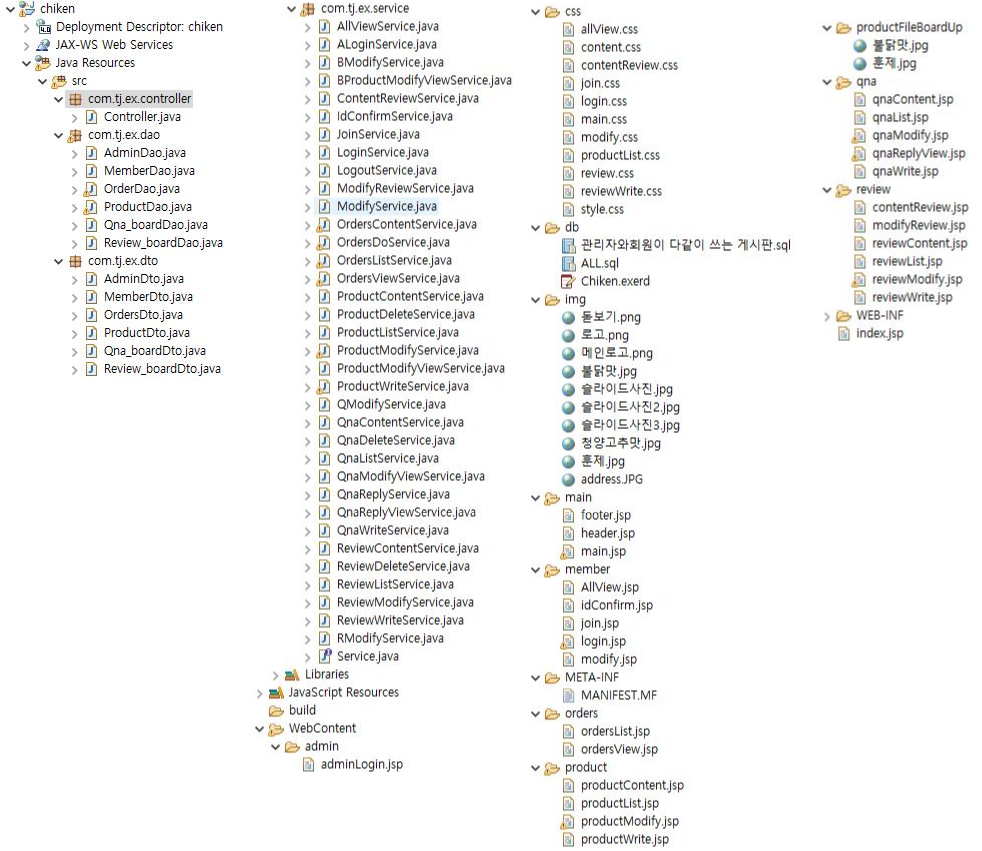 chiken
Deployment Descriptor: chiken
JAX-WS Web Services
Java Resources
src
com.tj.ex.controller
Controller.java
com.tj.ex.dao
AdminDao.java
MemberDao.java
OrderDao.java
ProductDao.java
Qna_boardDao.java
Review_boardDao.java
com.tj.ex.dto
AdminDto.java
MemberDto.java
OrdersDto.java
ProductDto.java
Qna_boardDto.java
Review_boardDto.java
com.tj.ex.service
AllViewService.java
ALoginService.java
BModifyService.java
BProductModifyViewService.java
ContentReviewService.java
IdConfirmService.java
JoinService.java
LoginService.java
LogoutService.java
ModifyReviewService.java
ModifyService.java
OrdersContentService.java
OrdersDoService.java
OrdersListService.java
OrdersViewService.java
ProductContentService.java
ProductDeleteService.java
ProductListService.java
ProductModifyService.java
ProductModifyViewService.java
ProductWriteService.java
QModifyService.java
QnaContentService.java
QnaDeleteService.java
QnaListService.java
QnaModifyViewService.java
QnaReplyService.java
QnaReplyViewService.java
QnaWriteService.java
ReviewContentService.java
ReviewDeleteService.java
ReviewListService.java
ReviewModifyService.java
ReviewWriteService.java
RModifyService.java
Service.java
Libraries
JavaScript Resources
build
WebContent
admin
adminLogin.jsp
css
allView.css
content.css
contentReview.css
join.css
login.css
main.css
modify.css
productList.css
review.css
reviewWrite.css
style.css
db
관리자와회원이 다같이 쓰는 게시판.sql
ALL.sql
Chiken.exerd
img
돋보기.png
로고.png
메인로고.png
불닭맛.jpg
슬라이드사진.jpg
슬라이드사진2.jpg
슬라이드사진3.jpg
청양고추맛.jpg
훈제.jpg
address.JPG
main
footer.jsp
header.jsp
main.jsp
member
AllView.jsp
idConfirm.jsp
join.jsp
login.jsp
modify.jsp
META-INF
MANIFEST.MF
orders
ordersList.jsp
ordersView.jsp
product
productContent.jsp
productList.jsp
productModify.jsp
productWrite.jsp
productFileBoardUp
불닭맛.jpg
훈제.jpg
qna
qnaContent.jsp
qnaList.jsp
qnaModify.jsp
qnaReplyView.jsp
qnaWrite.jsp
review
contentReview.jsp
modifyReview.jsp
reviewContent.jsp
reviewList.jsp
reviewModify.jsp
reviewWrite.jsp
WEB-INF
index.jsp